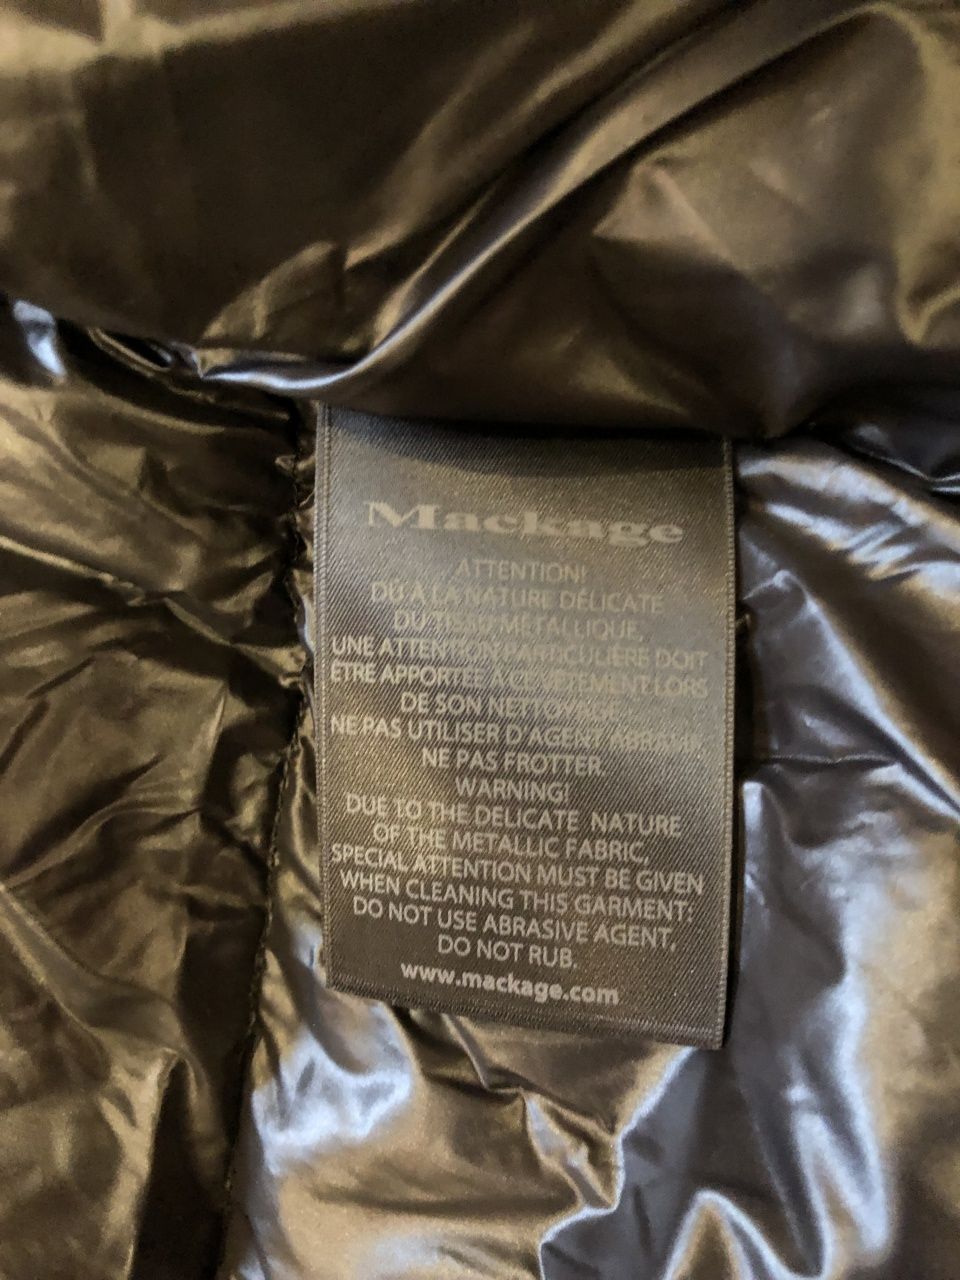 Mackage
ATTENTION!
DU À LA NATURE DÉLICATE
DU TISSU MÉTALLIQUE,
UNE ATTENTION PARTICULIÈRE DOIT
ÊTRE APPORTÉE À CE VÊTEMENT LORS
DE SON NETTOYAGE:
NE PAS UTILISER D'AGENT ABRASIF,
NE PAS FROTTER.
WARNING!
DUE TO THE DELICATE NATURE
OF THE METALLIC FABRIC,
SPECIAL ATTENTION MUST BE GIVEN
WHEN CLEANING THIS GARMENT:
DO NOT USE ABRASIVE AGENT,
DO NOT RUB.
www.mackage.com